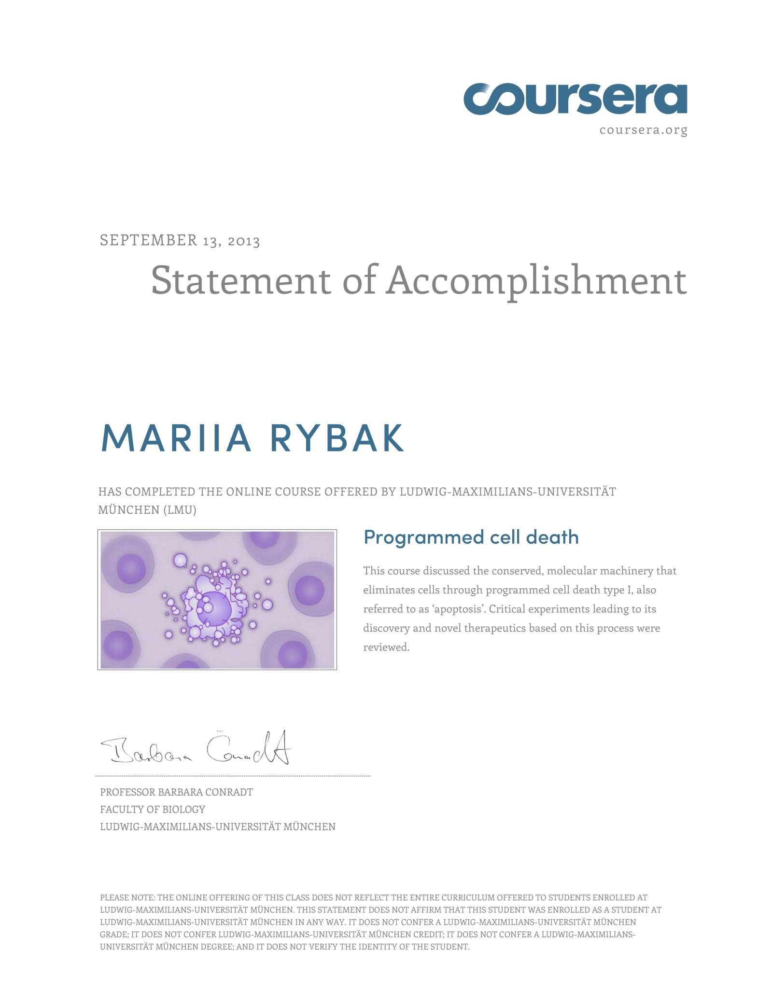 coursera
coursera.org
SEPTEMBER 13, 2013
Statement of Accomplishment
MARIIA RYBAK
HAS COMPLETED THE ONLINE COURSE OFFERED BY LUDWIG-MAXIMILIANS-UNIVERSITÄT
MÜNCHEN (LMU)
Programmed cell death
This course discussed the conserved, molecular machinery that
eliminates cells through programmed cell death type I, also
referred to as ‘apoptosis’. Critical experiments leading to its
discovery and novel therapeutics based on this process were
reviewed.
Barbara Conradt
PROFESSOR BARBARA CONRADT
FACULTY OF BIOLOGY
LUDWIG-MAXIMILIANS-UNIVERSITÄT MÜNCHEN
PLEASE NOTE: THE ONLINE OFFERING OF THIS CLASS DOES NOT REFLECT THE ENTIRE CURRICULUM OFFERED TO STUDENTS ENROLLED AT
LUDWIG-MAXIMILIANS-UNIVERSITÄT MÜNCHEN. THIS STATEMENT DOES NOT AFFIRM THAT THIS STUDENT WAS ENROLLED AS A STUDENT AT
LUDWIG-MAXIMILIANS-UNIVERSITÄT MÜNCHEN IN ANY WAY. IT DOES NOT CONFER A LUDWIG-MAXIMILIANS-UNIVERSITÄT MÜNCHEN
GRADE; IT DOES NOT CONFER LUDWIG-MAXIMILIANS-UNIVERSITÄT MÜNCHEN CREDIT; IT DOES NOT CONFER A LUDWIG-MAXIMILIANS-
UNIVERSITÄT MÜNCHEN DEGREE; AND IT DOES NOT VERIFY THE IDENTITY OF THE STUDENT.